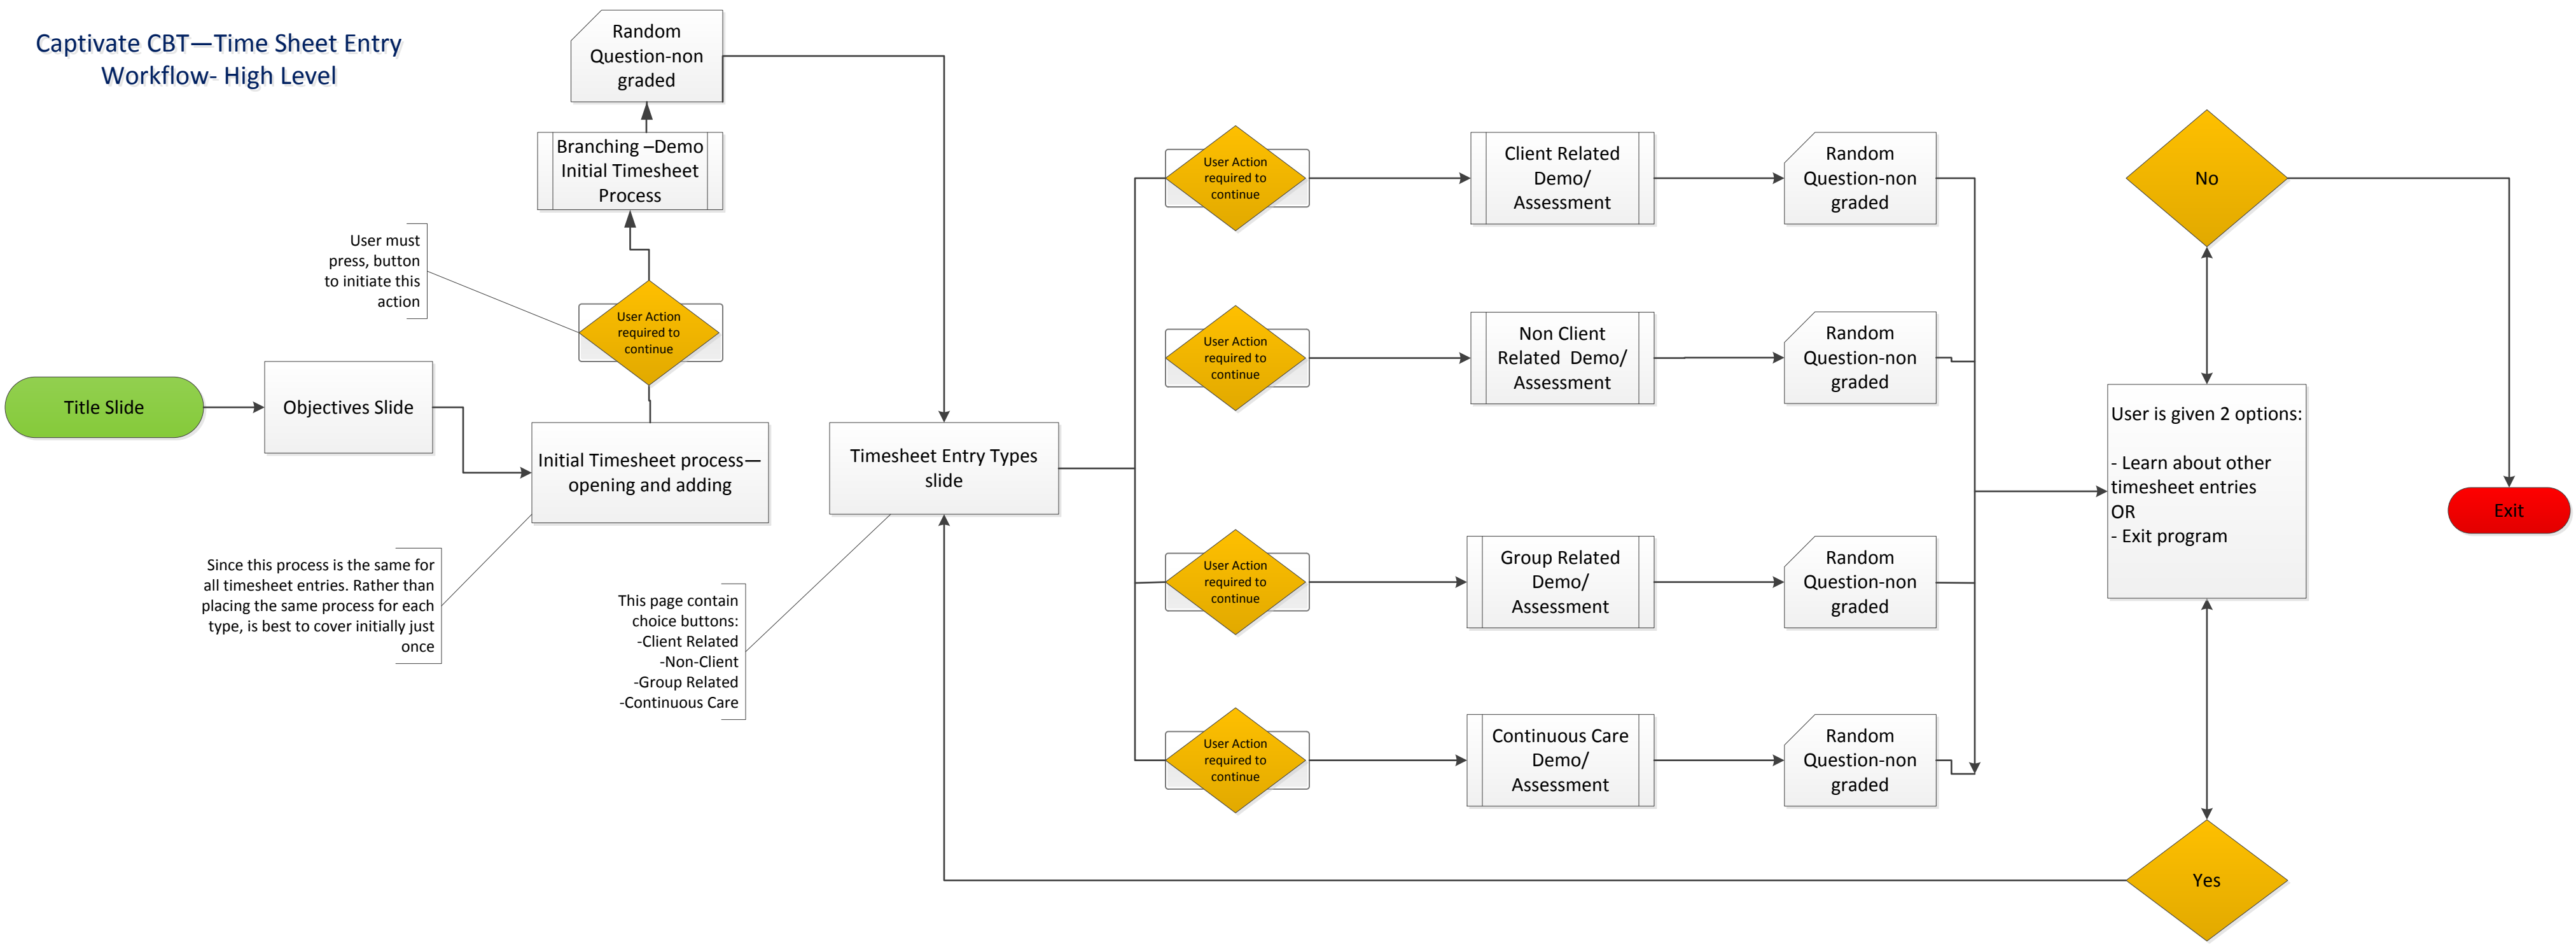 Captivate CBT—Time Sheet Entry
Workflow- High Level
Random
Question-non
graded
Branching –Demo
Initial Timesheet
Process
User must
press, button
to initiate this
action
User Action
required to
continue
Title Slide
Objectives Slide
Initial Timesheet process—
opening and adding
Since this process is the same for
all timesheet entries. Rather than
placing the same process for each
type, is best to cover initially just
once
Timesheet Entry Types
slide
This page contain
choice buttons:
-Client Related
-Non-Client
-Group Related
-Continuous Care
User Action
required to
continue
Client Related
Demo/
Assessment
Random
Question-non
graded
User Action
required to
continue
Non Client
Related  Demo/
Assessment
Random
Question-non
graded
User Action
required to
continue
Group Related
Demo/
Assessment
Random
Question-non
graded
User Action
required to
continue
Continuous Care
Demo/
Assessment
Random
Question-non
graded
No
User is given 2 options:
- Learn about other
timesheet entries
OR
- Exit program
Yes
Exit